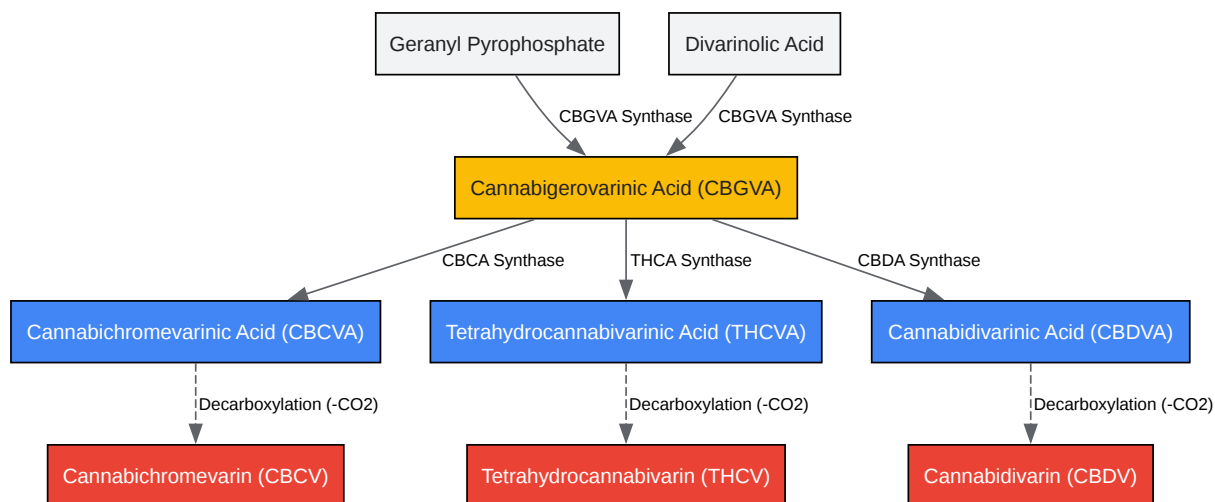 Geranyl Pyrophosphate
Divarinolic Acid
CBGVA Synthase
CBGVA Synthase
Cannabigerovarinic Acid (CBGVA)
CBCA Synthase
THCA Synthase
CBDA Synthase
Cannabichromevarinic Acid (CBCVA)
Tetrahydrocannabivarinic Acid (THCVA)
Cannabidivarinic Acid (CBDVA)
Decarboxylation (-CO2)
Decarboxylation (-CO2)
Decarboxylation (-CO2)
Cannabichromevarin (CBCV)
Tetrahydrocannabivarin (THCV)
Cannabidivarin (CBDV)